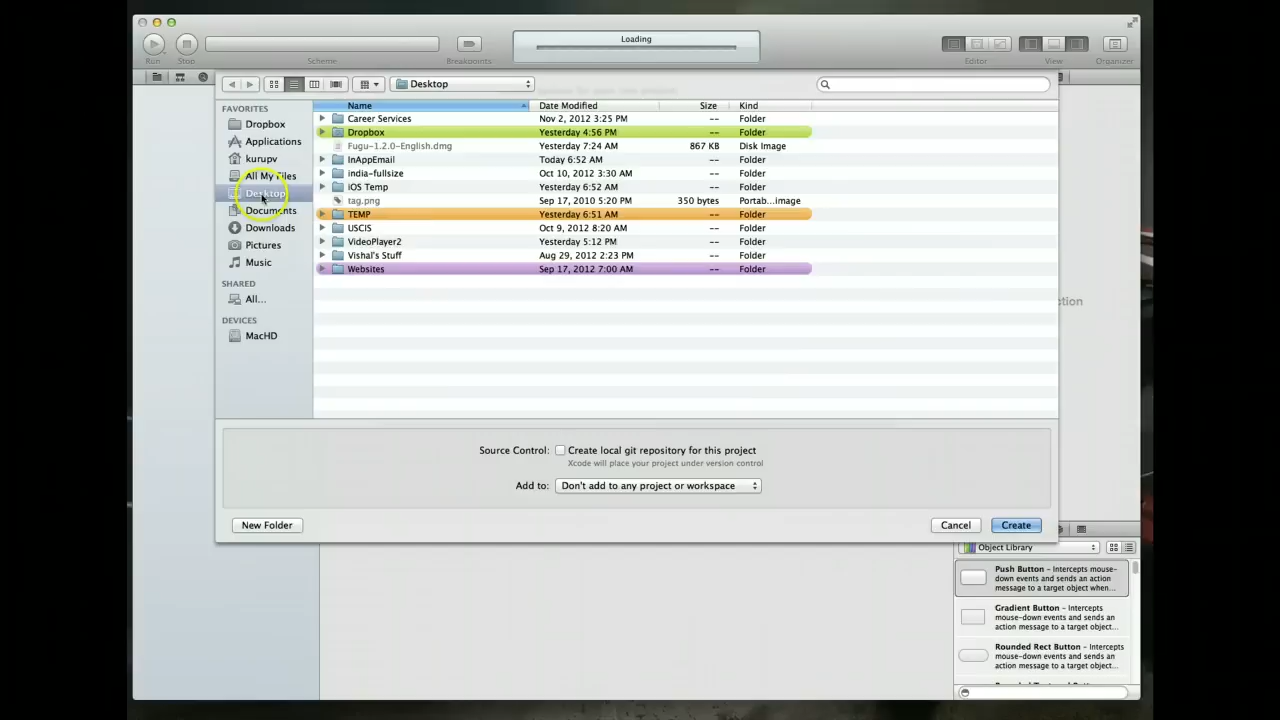 Loading
Run
Stop
Scheme
Breakpoints
Editor
View
Organizer
Desktop
FAVORITES
Dropbox
Applications
kurupv
All My Files
Desktop
Documents
Downloads
Pictures
Music
SHARED
All...
DEVICES
MacHD
Name Date Modified Size Kind
Career Services Nov 2, 2012 3:25 PM -- Folder
Dropbox Yesterday 4:56 PM -- Folder
Fugu-1.2.0-English.dmg Yesterday 7:24 AM 867 KB Disk Image
InAppEmail Today 6:52 AM -- Folder
india-fullsize Oct 10, 2012 3:30 AM -- Folder
iOS Temp Yesterday 6:52 AM -- Folder
tag.png Sep 17, 2010 5:20 PM 350 bytes Portab...image
TEMP Yesterday 6:51 AM -- Folder
USCIS Oct 9, 2012 8:20 AM -- Folder
VideoPlayer2 Yesterday 5:12 PM -- Folder
Vishal's Stuff Aug 29, 2012 2:23 PM -- Folder
Websites Sep 17, 2012 7:00 AM -- Folder
ction
Source Control: Create local git repository for this project
Xcode will place your project under version control
Add to: Don't add to any project or workspace
New Folder
Cancel
Create
Object Library
Push Button - Intercepts mouse-
down events and sends an action
message to a target object when...
Gradient Button - Intercepts
mouse-down events and sends an
action message to a target object...
Rounded Rect Button - Intercepts
mouse-down events and sends an
action message to a target object...